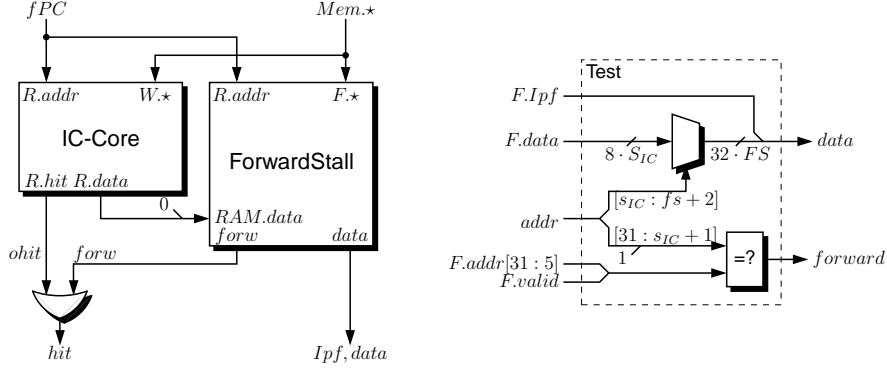 fPC
Mem.⋆
R.addr
W.⋆
R.addr
F.⋆
IC-Core
ForwardStall
R.hit R.data
0
RAM.data
forw
data
ohit
forw
hit
Ipf, data
Test
F.Ipf
F.data
8 · S_IC
32 · FS
data
addr
[s_IC : fs + 2]
[31 : s_IC + 1]
1
F.addr[31 : 5]
F.valid
=?
forward